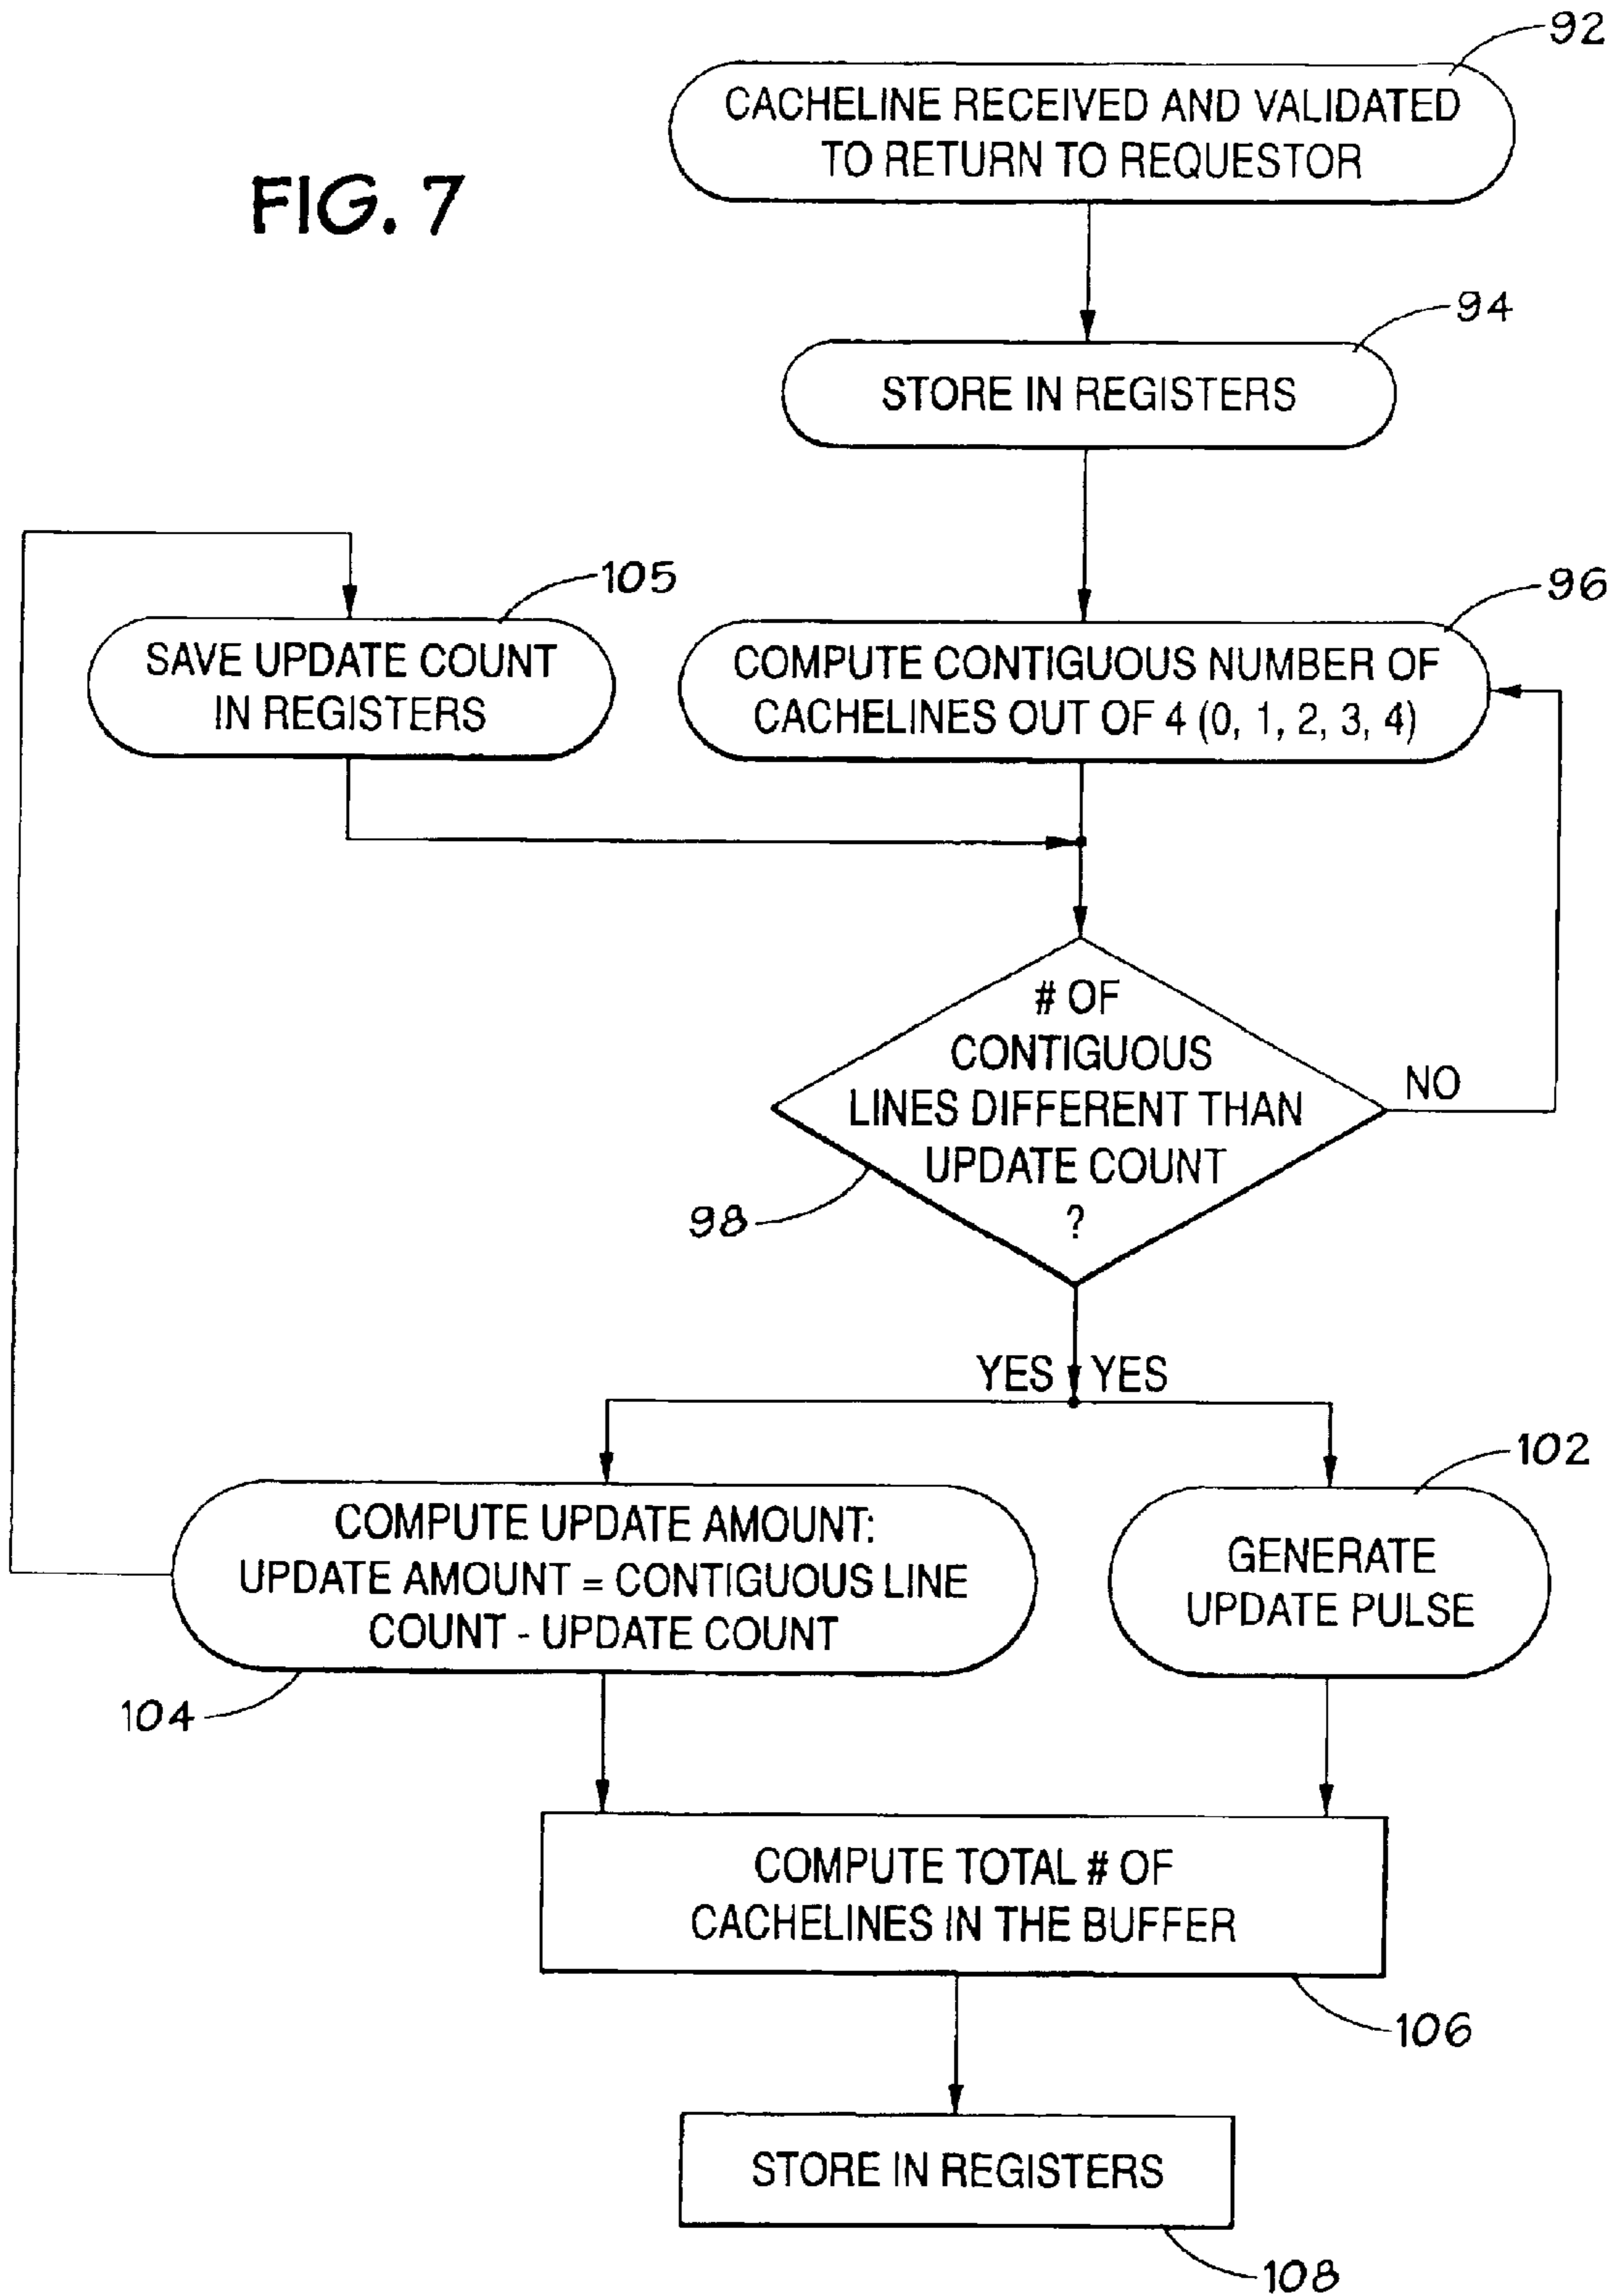 FIG. 7
92
CACHELINE RECEIVED AND VALIDATED
TO RETURN TO REQUESTOR
94
STORE IN REGISTERS
105
SAVE UPDATE COUNT
IN REGISTERS
96
COMPUTE CONTIGUOUS NUMBER OF
CACHELINES OUT OF 4 (0, 1, 2, 3, 4)
# OF
CONTIGUOUS
LINES DIFFERENT THAN
UPDATE COUNT
?
NO
98
YES YES
104
COMPUTE UPDATE AMOUNT:
UPDATE AMOUNT = CONTIGUOUS LINE
COUNT - UPDATE COUNT
102
GENERATE
UPDATE PULSE
COMPUTE TOTAL # OF
CACHELINES IN THE BUFFER
106
STORE IN REGISTERS
108